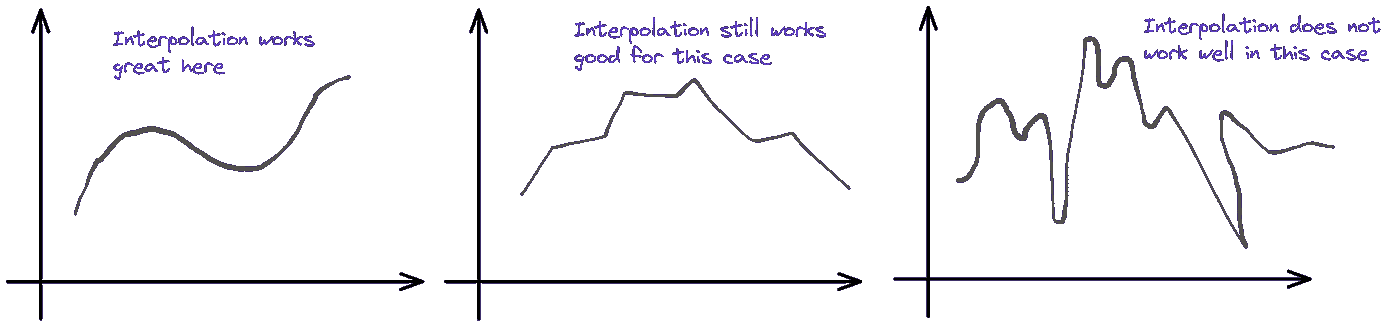 Interpolation works
great here
Interpolation still works
good for this case
Interpolation does not
work well in this case